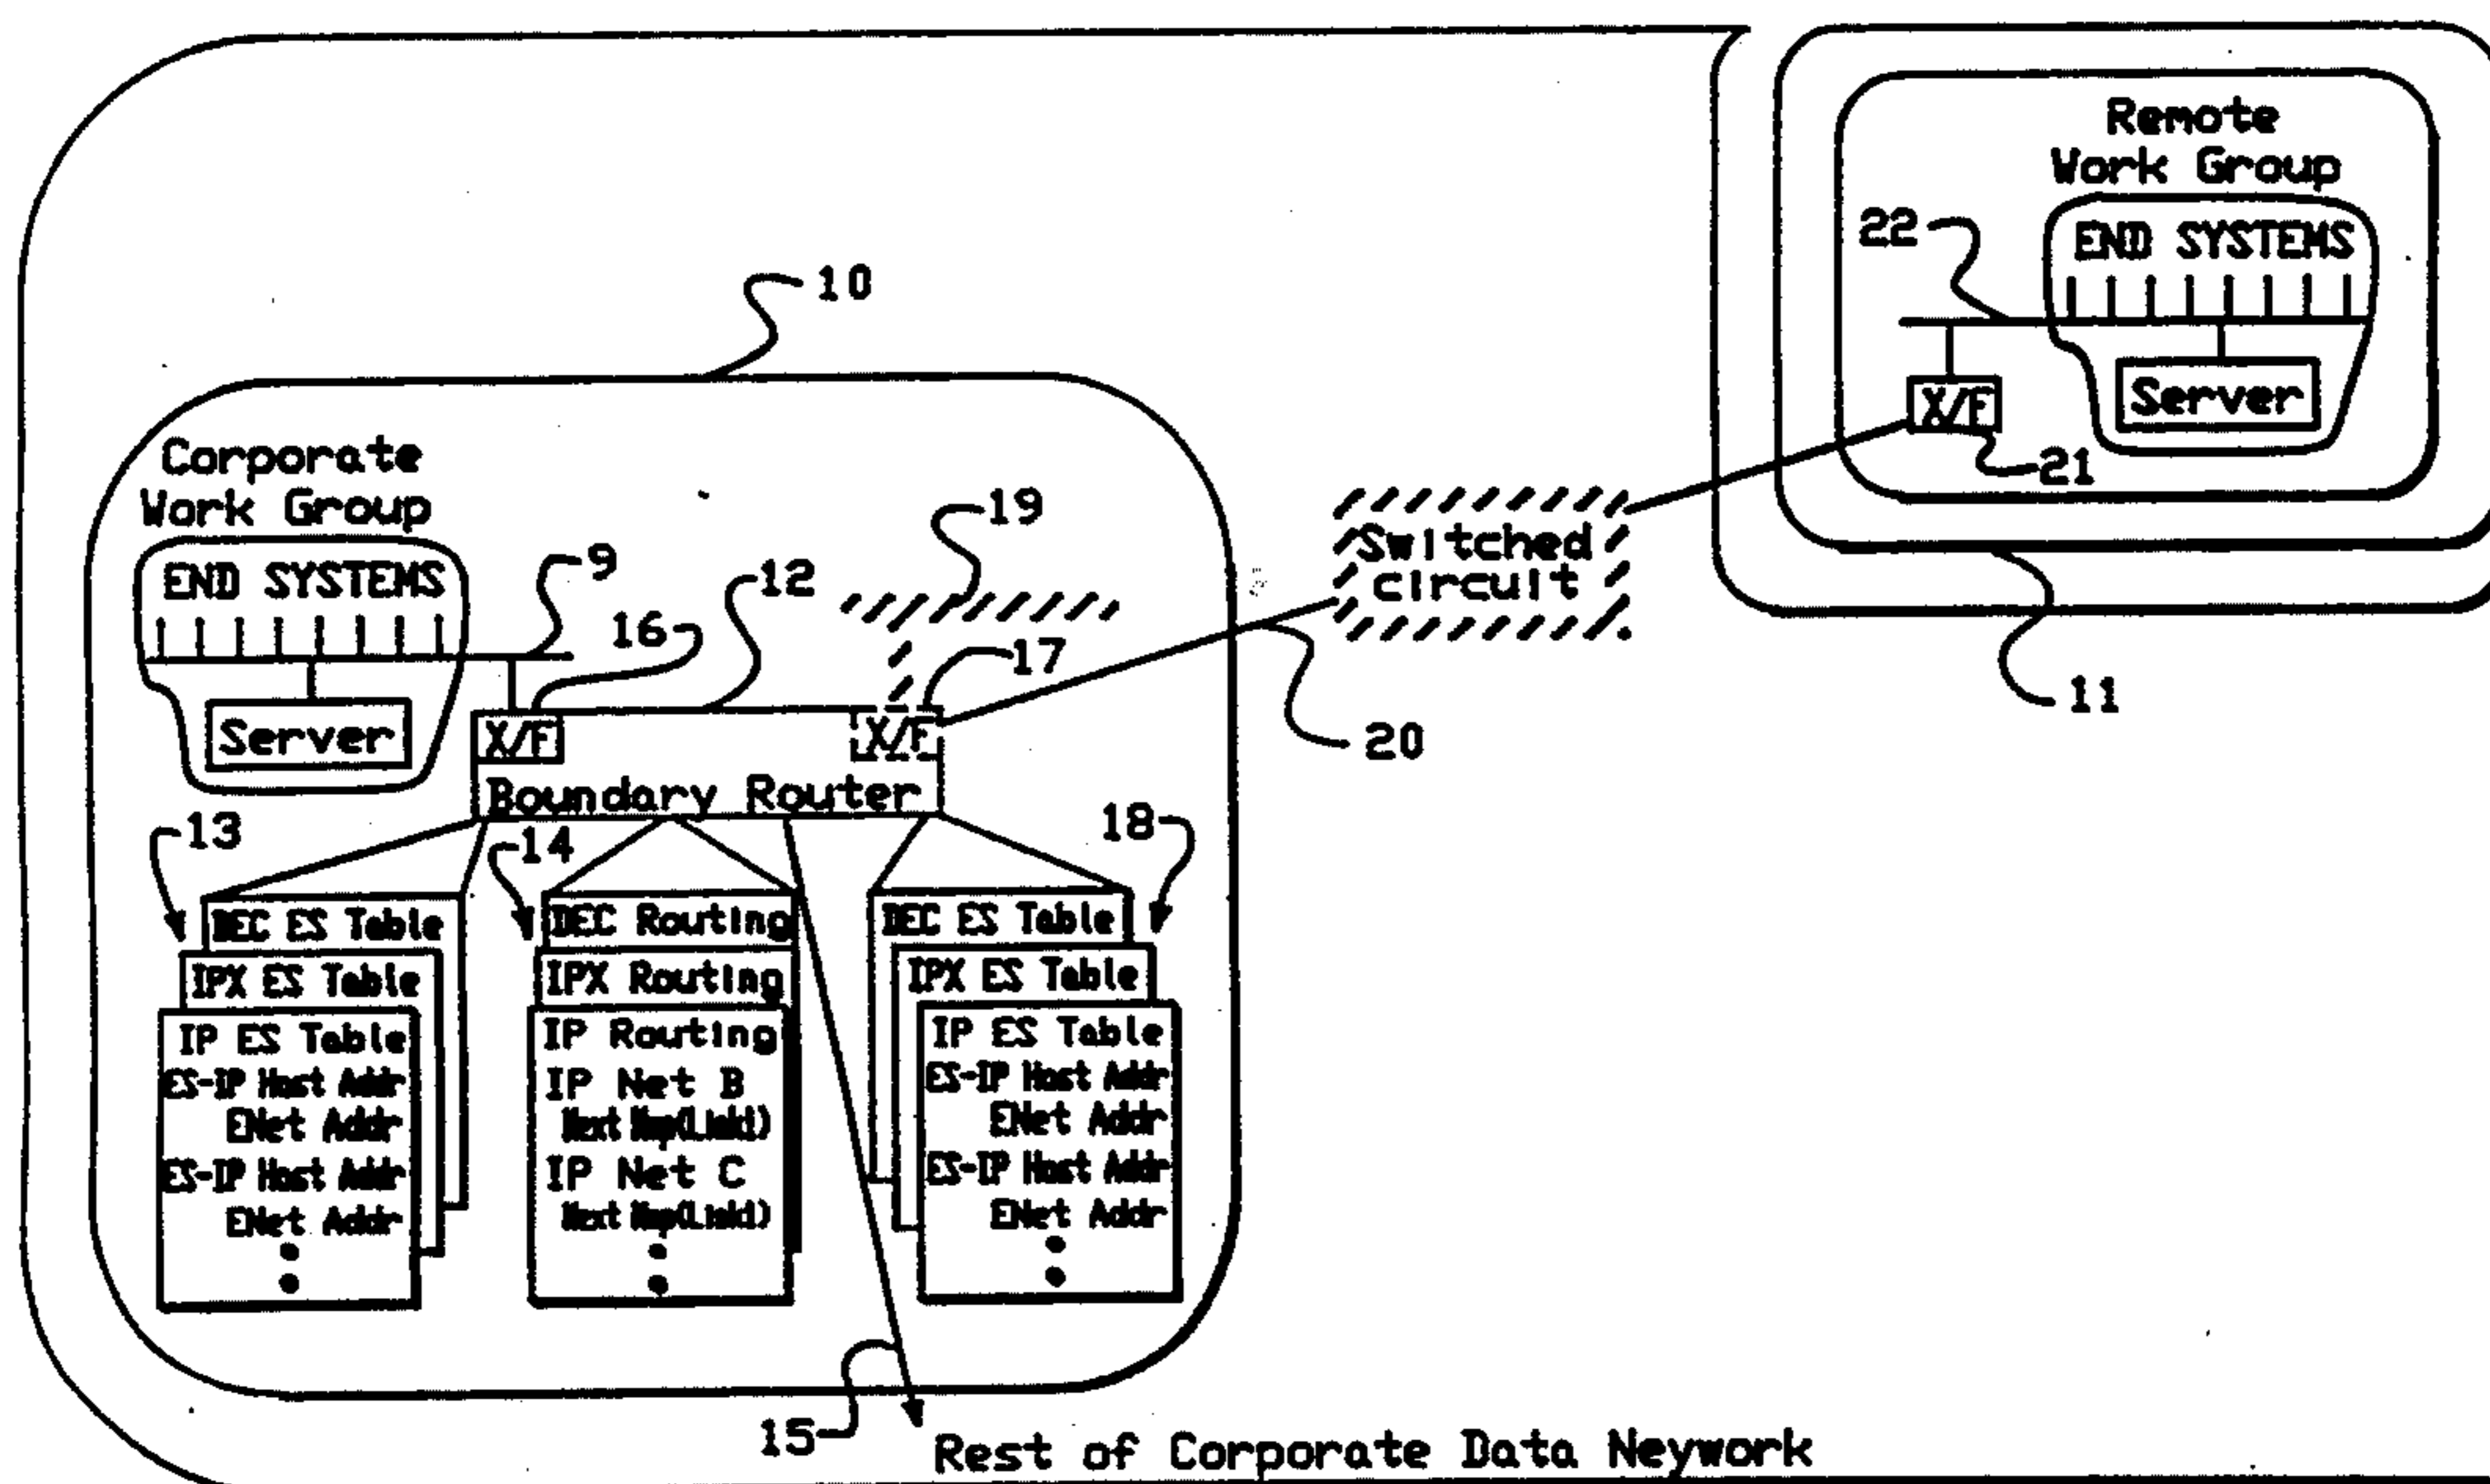 Remote
Work Group
22
END SYSTEMS
X/F
Server
21
11
10
Corporate
Work Group
END SYSTEMS
9
16
12
19
17
Switched
circuit
20
Server
X/F
X/F
Boundary Router
13
14
18
DEC ES Table
IPX ES Table
IP ES Table
ES-IP Host Addr
ENet Addr
ES-IP Host Addr
ENet Addr
DEC Routing
IPX Routing
IP Routing
IP Net B
Next
IP Net C
Next
DEC ES Table
IPX ES Table
IP ES Table
ES-IP Host Addr
ENet Addr
ES-IP Host Addr
ENet Addr
15
Rest of Corporate Data Neywork